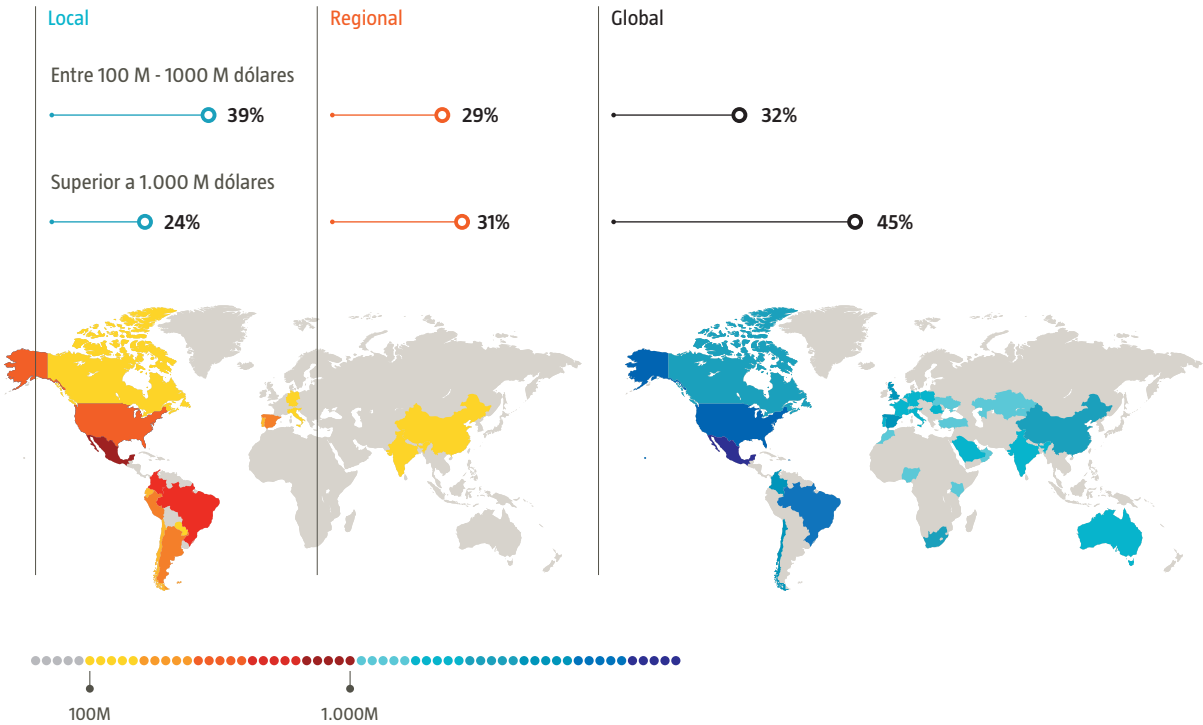 Local
Regional
Global
Entre 100 M - 1000 M dólares
39%
29%
32%
Superior a 1.000 M dólares
24%
31%
45%
100M
1.000M